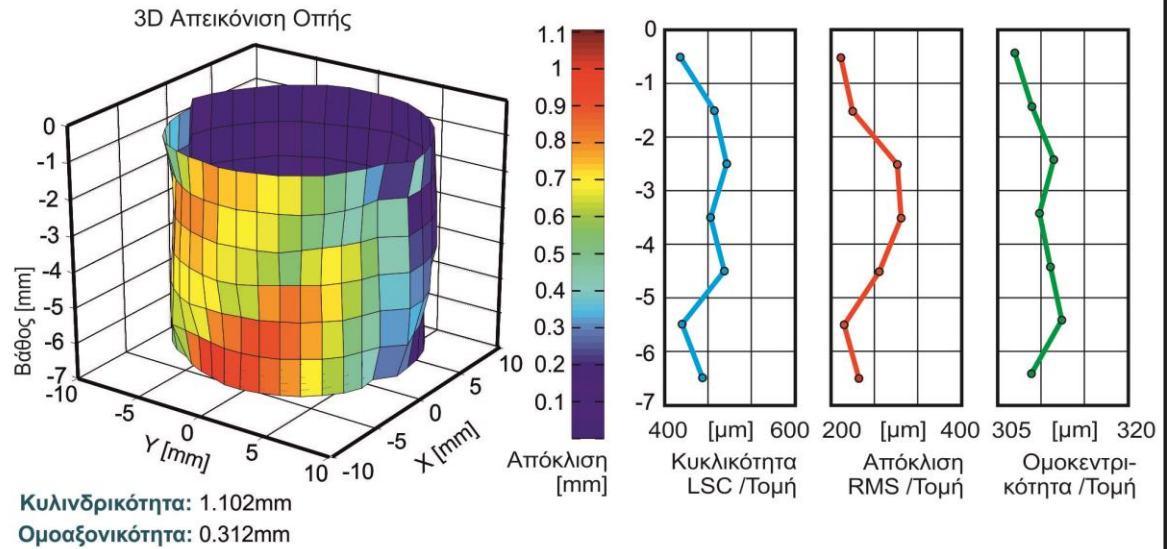 3D Απεικόνιση Οπής
0
-1
-2
-3
-4
-5
-6
-7
Βάθος [mm]
-10
-5
0
5
10
Y [mm]
-10
-5
0
5
10
X [mm]
1.1
1
0.9
0.8
0.7
0.6
0.5
0.4
0.3
0.2
0.1
Απόκλιση
[mm]
0
-1
-2
-3
-4
-5
-6
-7
400 [µm] 600
Κυκλικότητα
LSC /Τομή
200 [µm] 400
Απόκλιση
RMS /Τομή
305 [µm] 320
Ομοκεντρι-
κότητα /Τομή
Κυλινδρικότητα: 1.102mm
Ομοαξονικότητα: 0.312mm